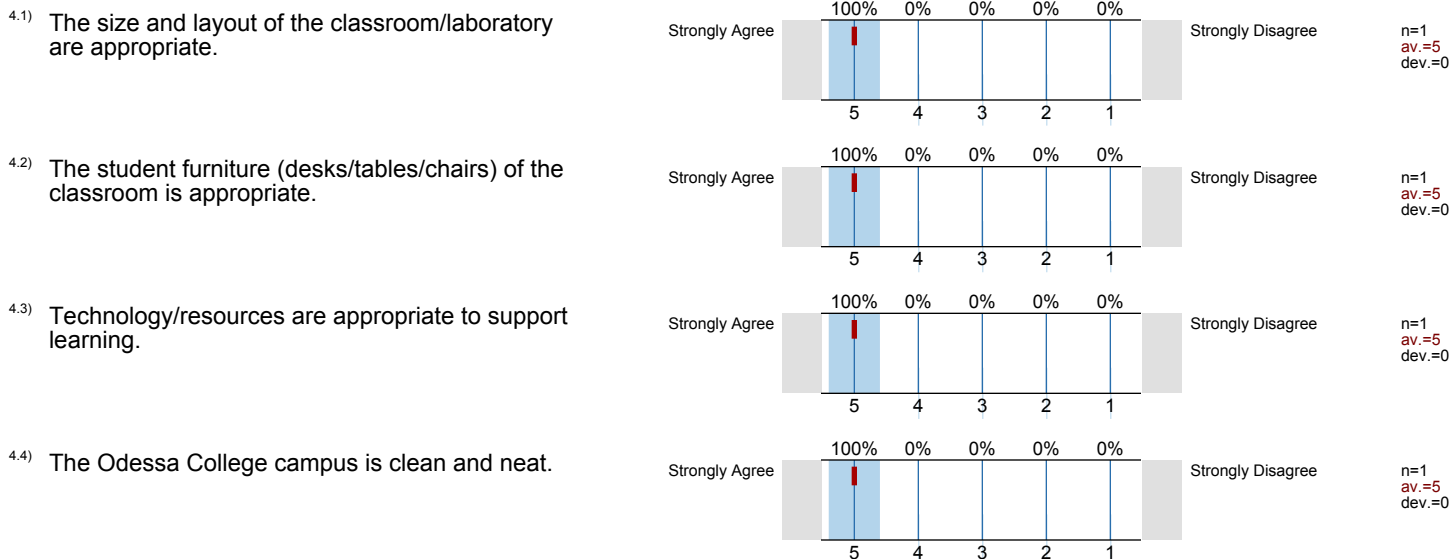 4.1) The size and layout of the classroom/laboratory
are appropriate.
100% 0% 0% 0% 0%
Strongly Agree
Strongly Disagree
n=1
av.=5
dev.=0
5 4 3 2 1
4.2) The student furniture (desks/tables/chairs) of the
classroom is appropriate.
100% 0% 0% 0% 0%
Strongly Agree
Strongly Disagree
n=1
av.=5
dev.=0
5 4 3 2 1
4.3) Technology/resources are appropriate to support
learning.
100% 0% 0% 0% 0%
Strongly Agree
Strongly Disagree
n=1
av.=5
dev.=0
5 4 3 2 1
4.4) The Odessa College campus is clean and neat.
100% 0% 0% 0% 0%
Strongly Agree
Strongly Disagree
n=1
av.=5
dev.=0
5 4 3 2 1